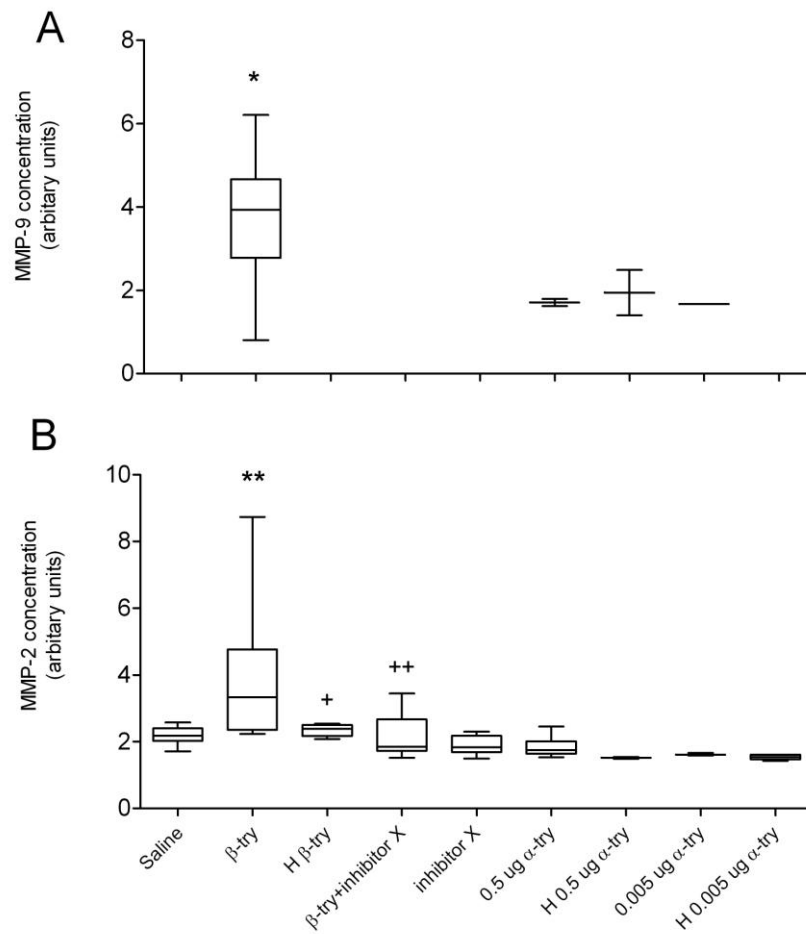 A
MMP-9 concentration
(arbitary units)
8
6
4
2
0
*
B
MMP-2 concentration
(arbitary units)
10
8
6
4
2
0
**
+
++
Saline
β-try
H β-try
β-try+inhibitor X
inhibitor X
0.5 ug α-try
H 0.5 ug α-try
0.005 ug α-try
H 0.005 ug α-try